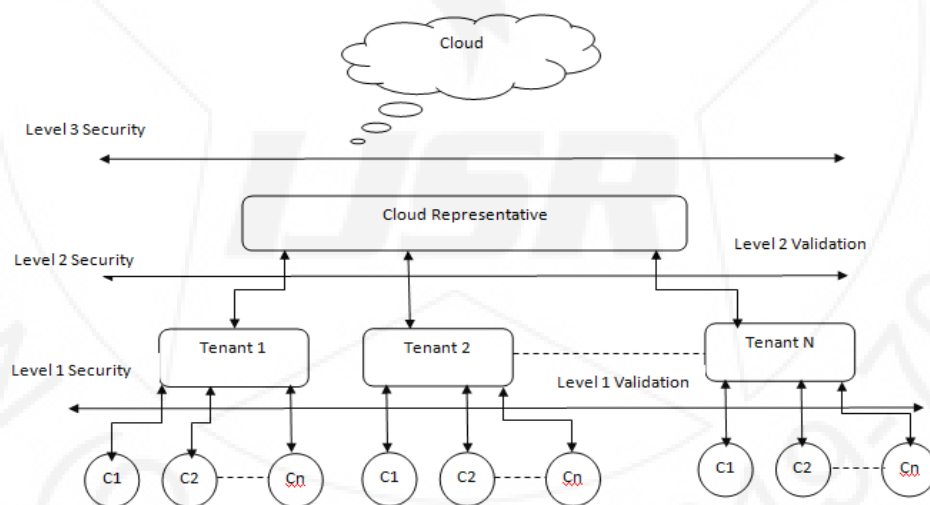 Cloud
Level 3 Security
Cloud Representative
Level 2 Validation
Level 2 Security
Tenant 1
Tenant 2
Tenant N
Level 1 Security
Level 1 Validation
C1
C2
Cn
C1
C2
Cn
C1
C2
Cn
IJSR